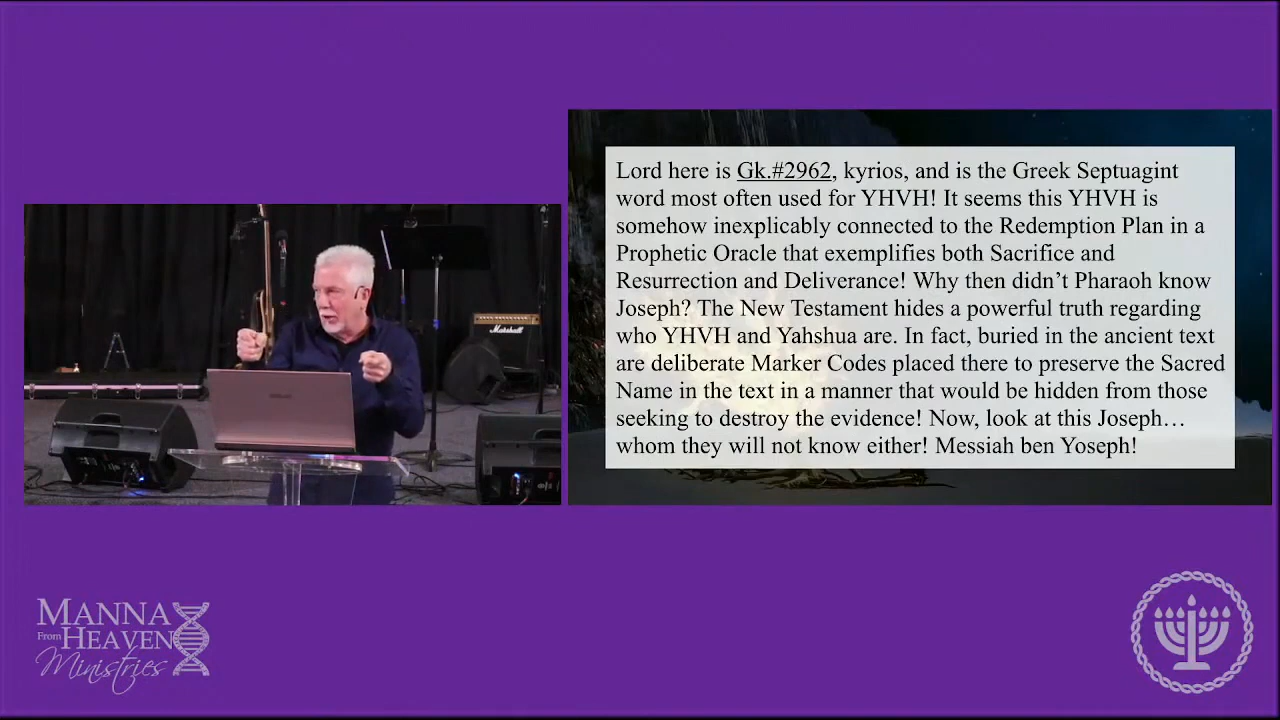 Lord here is Gk.#2962, kyrios, and is the Greek Septuagint
word most often used for YHVH! It seems this YHVH is
somehow inexplicably connected to the Redemption Plan in a
Prophetic Oracle that exemplifies both Sacrifice and
Resurrection and Deliverance! Why then didn’t Pharaoh know
Joseph? The New Testament hides a powerful truth regarding
who YHVH and Yahshua are. In fact, buried in the ancient text
are deliberate Marker Codes placed there to preserve the Sacred
Name in the text in a manner that would be hidden from those
seeking to destroy the evidence! Now, look at this Joseph…
whom they will not know either! Messiah ben Yoseph!
Marshall
MANNA
From HEAVEN
Ministries